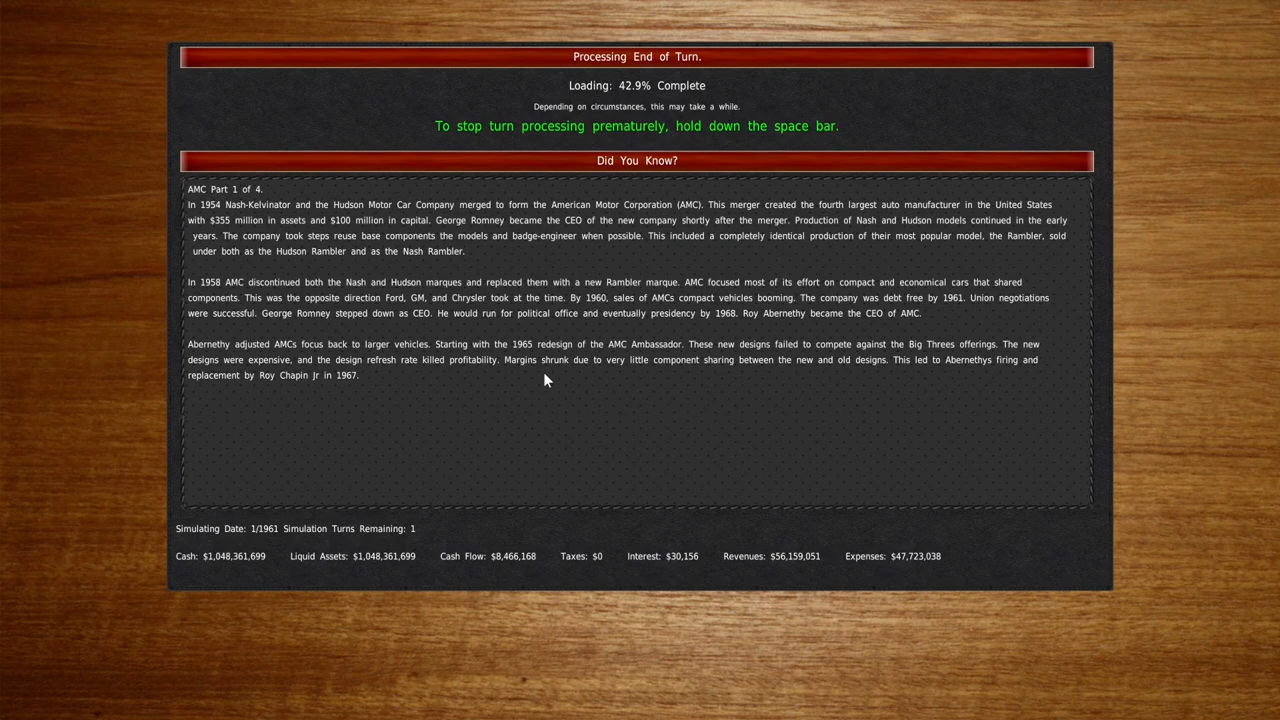 Processing End of Turn.
Loading: 42.9% Complete
Depending on circumstances, this may take a while.
To stop turn processing prematurely, hold down the space bar.
Did You Know?
AMC Part 1 of 4.
In 1954 Nash-Kelvinator and the Hudson Motor Car Company merged to form the American Motor Corporation (AMC). This merger created the fourth largest auto manufacturer in the United States
with $355 million in assets and $100 million in capital. George Romney became the CEO of the new company shortly after the merger. Production of Nash and Hudson models continued in the early
years. The company took steps reuse base components the models and badge-engineer when possible. This included a completely identical production of their most popular model, the Rambler, sold
under both as the Hudson Rambler and as the Nash Rambler.
In 1958 AMC discontinued both the Nash and Hudson marques and replaced them with a new Rambler marque. AMC focused most of its effort on compact and economical cars that shared
components. This was the opposite direction Ford, GM, and Chrysler took at the time. By 1960, sales of AMCs compact vehicles booming. The company was debt free by 1961. Union negotiations
were successful. George Romney stepped down as CEO. He would run for political office and eventually presidency by 1968. Roy Abernethy became the CEO of AMC.
Abernethy adjusted AMCs focus back to larger vehicles. Starting with the 1965 redesign of the AMC Ambassador. These new designs failed to compete against the Big Threes offerings. The new
designs were expensive, and the design refresh rate killed profitability. Margins shrunk due to very little component sharing between the new and old designs. This led to Abernethys firing and
replacement by Roy Chapin Jr in 1967.
Simulating Date: 1/1961 Simulation Turns Remaining: 1
Cash: $1,048,361,699 Liquid Assets: $1,048,361,699 Cash Flow: $8,466,168 Taxes: $0 Interest: $30,156 Revenues: $56,159,051 Expenses: $47,723,038